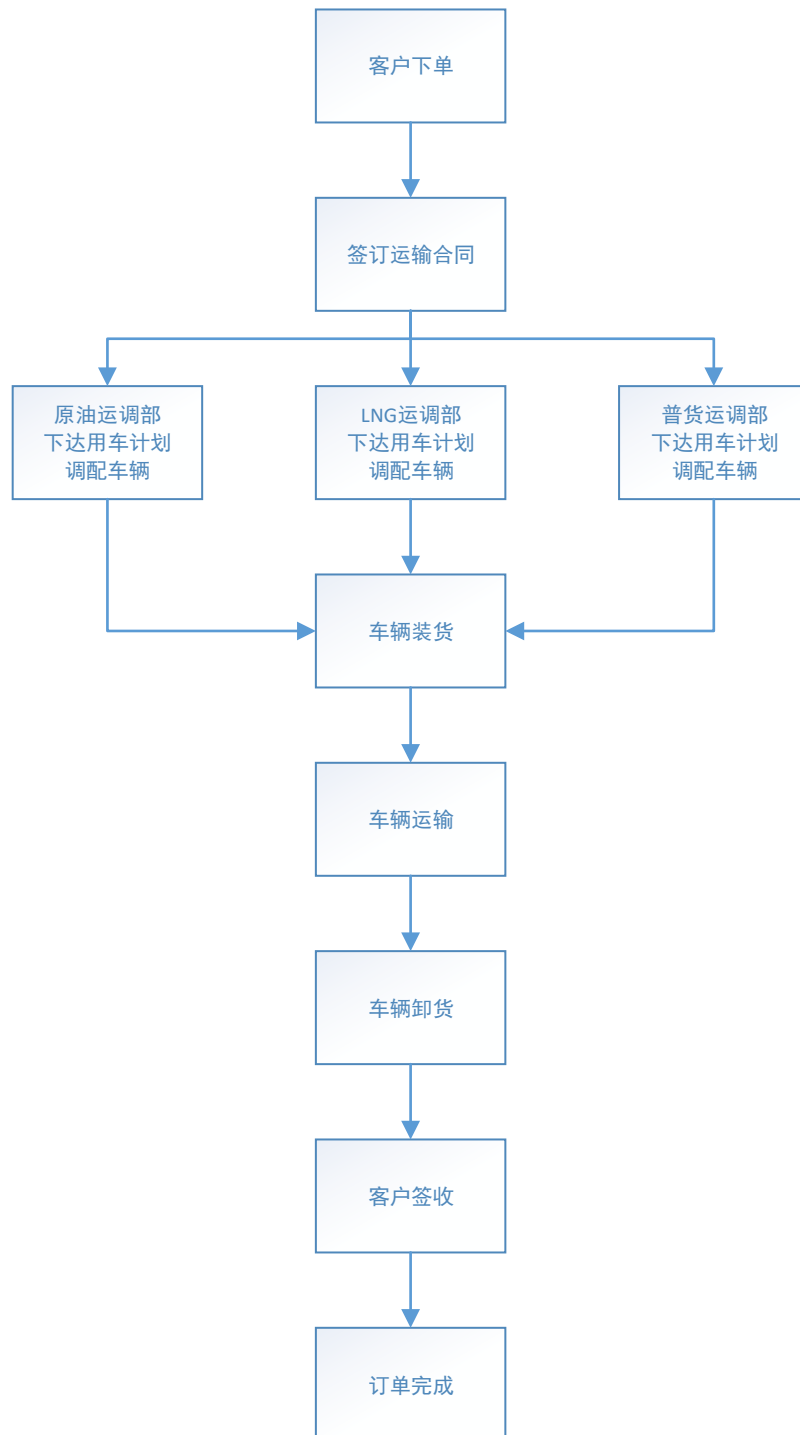 客户下单
签订运输合同
原油运调部
下达用车计划
调配车辆
LNG运调部
下达用车计划
调配车辆
普货运调部
下达用车计划
调配车辆
车辆装货
车辆运输
车辆卸货
客户签收
订单完成